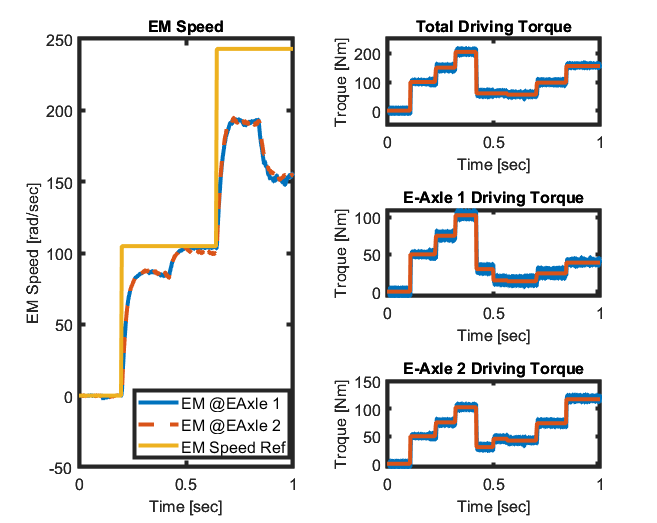 EM Speed
250
200
150
100
50
0
-50
EM Speed [rad/sec]
0
0.5
1
Time [sec]
EM @EAxle 1
EM @EAxle 2
EM Speed Ref
Total Driving Torque
200
100
0
Troque [Nm]
0
0.5
1
Time [sec]
E-Axle 1 Driving Torque
100
50
0
Troque [Nm]
0
0.5
1
Time [sec]
E-Axle 2 Driving Torque
150
100
50
0
Troque [Nm]
0
0.5
1
Time [sec]